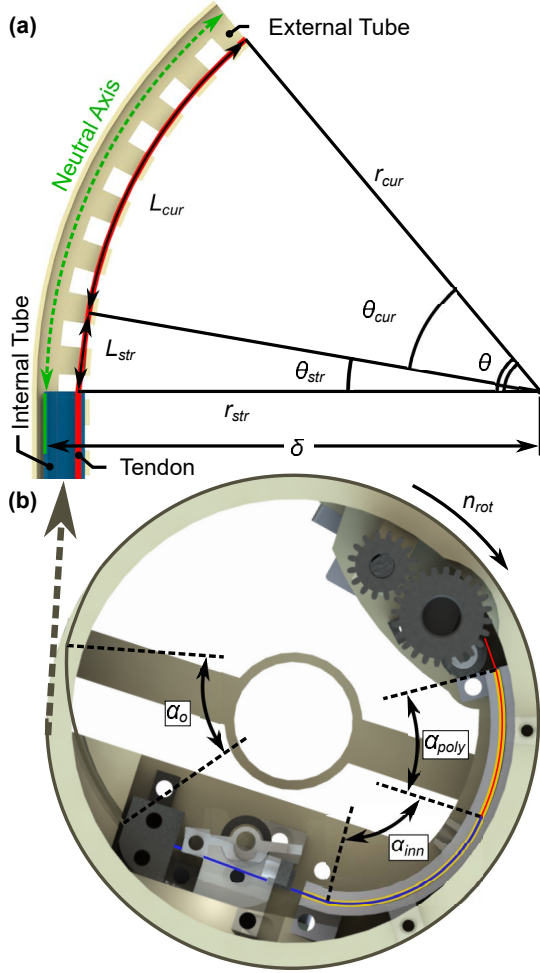 (a)
External Tube
Neutral Axis
r_cur
L_cur
θ_cur
L_str
θ_str
θ
Internal Tube
r_str
δ
Tendon
(b)
n_rot
α_o
α_poly
α_inn